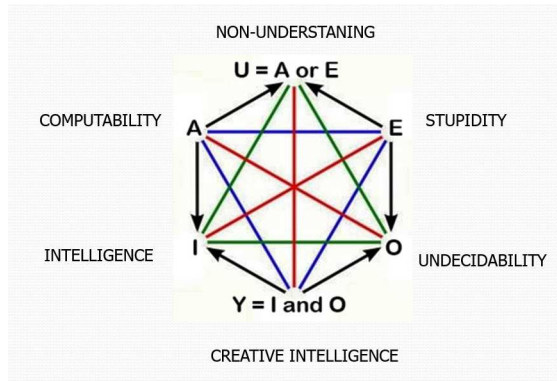 NON-UNDERSTANING
U = A or E
COMPUTABILITY
A
E
STUPIDITY
INTELLIGENCE
I
O
UNDECIDABILITY
Y = I and O
CREATIVE INTELLIGENCE